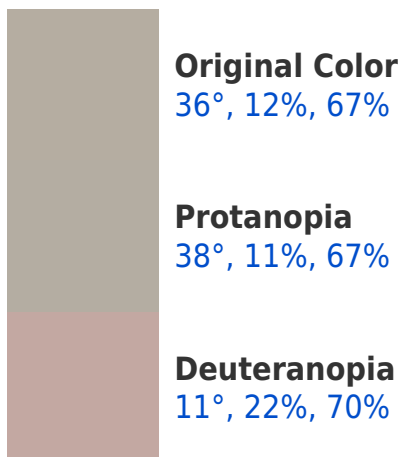 Original Color
36°, 12%, 67%
Protanopia
38°, 11%, 67%
Deuteranopia
11°, 22%, 70%